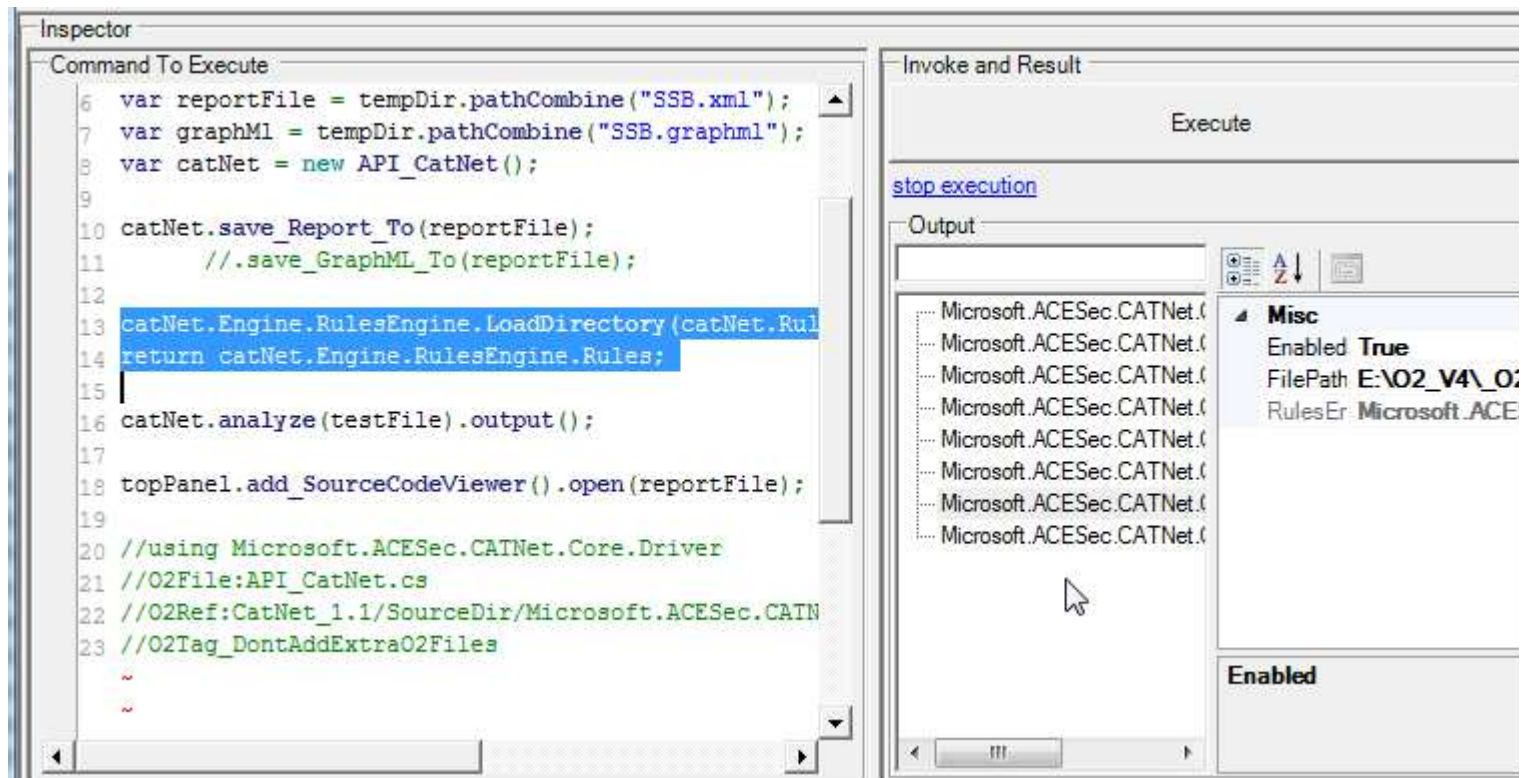 Inspector
Command To Execute
6 var reportFile = tempDir.pathCombine("SSB.xml");
7 var graphMl = tempDir.pathCombine("SSB.graphml");
8 var catNet = new API_CatNet();
9
10 catNet.save_Report_To(reportFile);
11 //.save_GraphML_To(reportFile);
12
13 catNet.Engine.RulesEngine.LoadDirectory(catNet.Rul
14 return catNet.Engine.RulesEngine.Rules;
15
16 catNet.analyze(testFile).output();
17
18 topPanel.add_SourceCodeViewer().open(reportFile);
19
20 //using Microsoft.ACESec.CATNet.Core.Driver
21 //O2File:API_CatNet.cs
22 //O2Ref:CatNet_1.1/SourceDir/Microsoft.ACESec.CATN
23 //O2Tag_DontAddExtraO2Files
~
~
Invoke and Result
Execute
stop execution
Output
Microsoft.ACESec.CATNet.
Microsoft.ACESec.CATNet.
Microsoft.ACESec.CATNet.
Microsoft.ACESec.CATNet.
Microsoft.ACESec.CATNet.
Microsoft.ACESec.CATNet.
Microsoft.ACESec.CATNet.
Microsoft.ACESec.CATNet.
Misc
Enabled True
FilePath E:\O2_V4\_O2
RulesEr Microsoft.ACE
Enabled